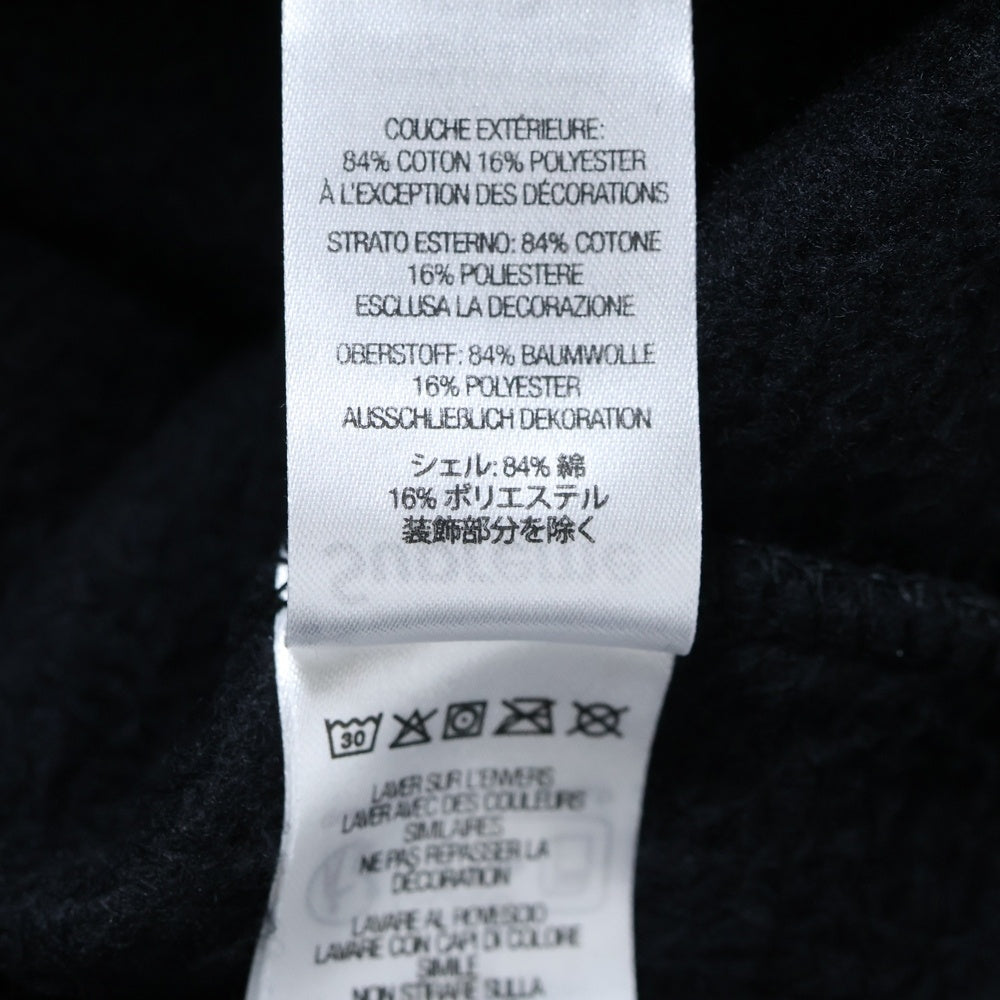 COUCHE EXTÉRIEURE:
84% COTON 16% POLYESTER
À L'EXCEPTION DES DÉCORATIONS
STRATO ESTERNO: 84% COTONE
16% POLIESTERE
ESCLUSA LA DECORAZIONE
OBERSTOFF: 84% BAUMWOLLE
16% POLYESTER
AUSSCHLIEßLICH DEKORATION
シェル: 84% 綿
16% ポリエステル
装飾部分を除く
30
LAVER SUR L'ENVERS
LAVER AVEC DES COULEURS
SIMILAIRES
NE PAS REPASSER LA
DÉCORATION
LAVARE AL ROVESCIO
LAVARE CON CAPI DI COLORE
SIMILE
NON STIRARE SULLA